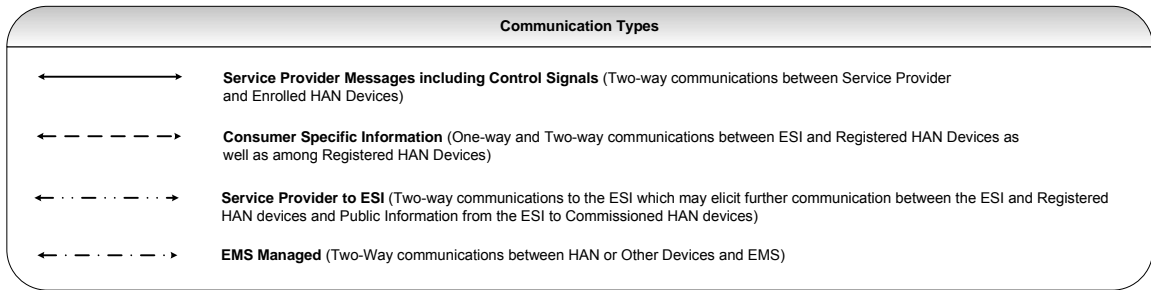 Communication Types
Service Provider Messages including Control Signals (Two-way communications between Service Provider
and Enrolled HAN Devices)
Consumer Specific Information (One-way and Two-way communications between ESI and Registered HAN Devices as
well as among Registered HAN Devices)
Service Provider to ESI (Two-way communications to the ESI which may elicit further communication between the ESI and Registered
HAN devices and Public Information from the ESI to Commissioned HAN devices)
EMS Managed (Two-Way communications between HAN or Other Devices and EMS)